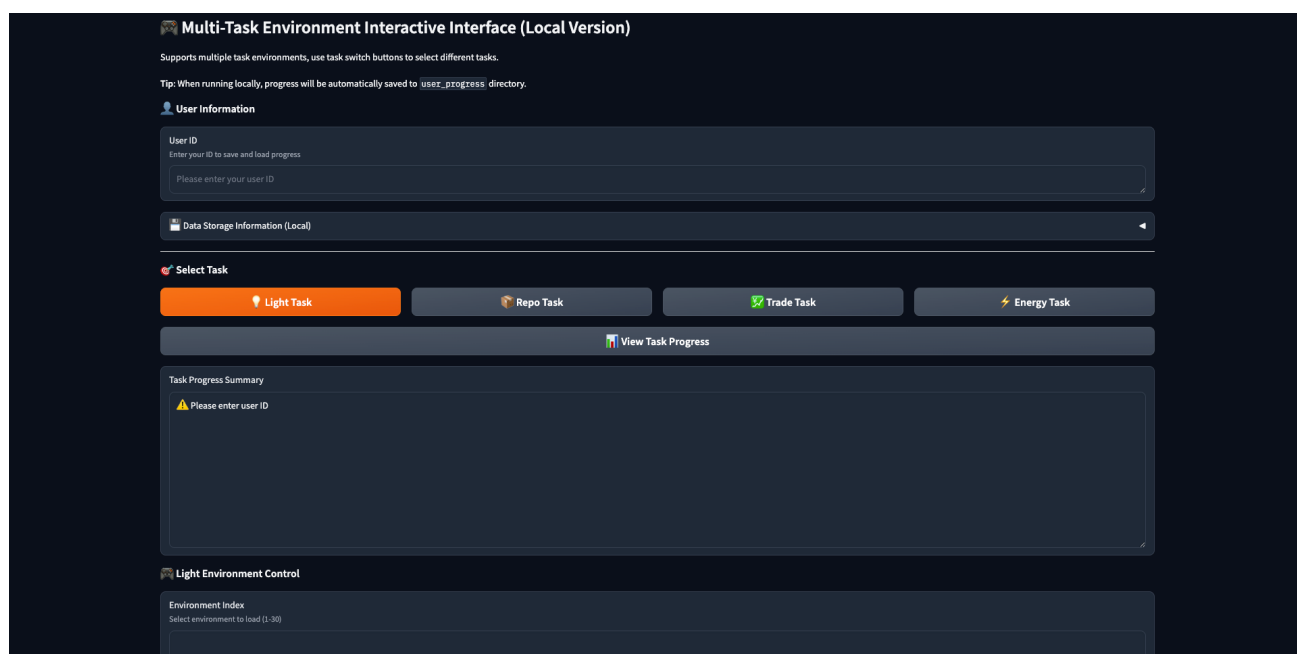 🎮 Multi-Task Environment Interactive Interface (Local Version)
Supports multiple task environments, use task switch buttons to select different tasks.
Tip: When running locally, progress will be automatically saved to user_progress directory.
👤 User Information
User ID
Enter your ID to save and load progress
Please enter your user ID
💾 Data Storage Information (Local)
🎯 Select Task
💡 Light Task
📦 Repo Task
💹 Trade Task
⚡ Energy Task
📊 View Task Progress
Task Progress Summary
⚠️ Please enter user ID
🎮 Light Environment Control
Environment Index
Select environment to load (1-30)